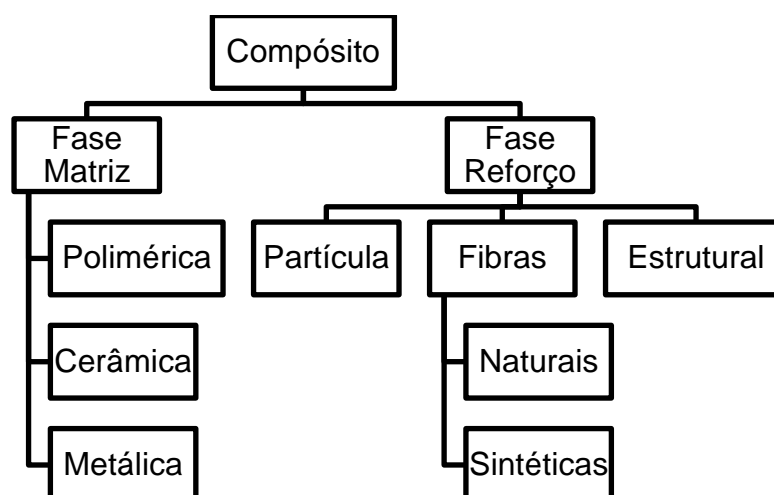 Compósito
Fase
Matriz
Fase
Reforço
Polimérica
Partícula
Fibras
Estrutural
Cerâmica
Naturais
Metálica
Sintéticas